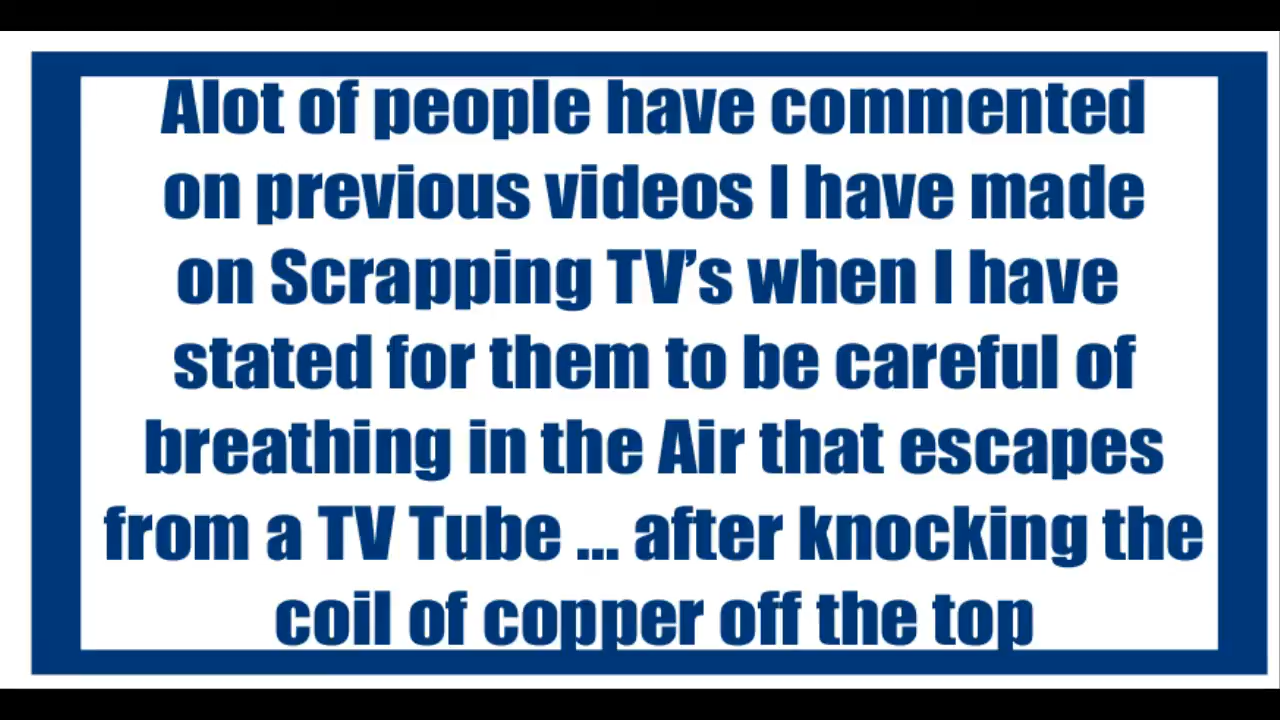 Alot of people have commented
on previous videos I have made
on Scrapping TV’s when I have
stated for them to be careful of
breathing in the Air that escapes
from a TV Tube ... after knocking the
coil of copper off the top